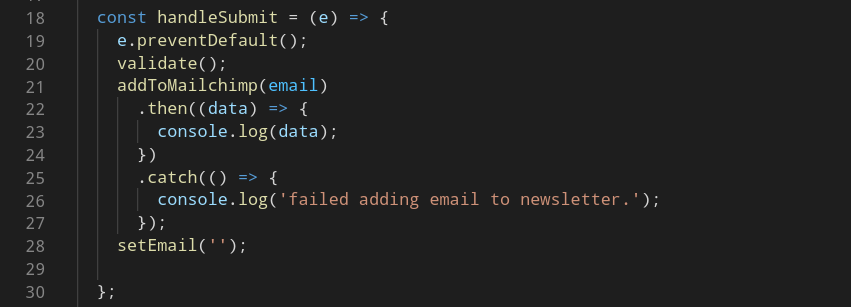 18 const handleSubmit = (e) => {
19 e.preventDefault();
20 validate();
21 addToMailchimp(email)
22 .then((data) => {
23 console.log(data);
24 })
25 .catch(() => {
26 console.log('failed adding email to newsletter.');
27 });
28 setEmail('');
29
30 };